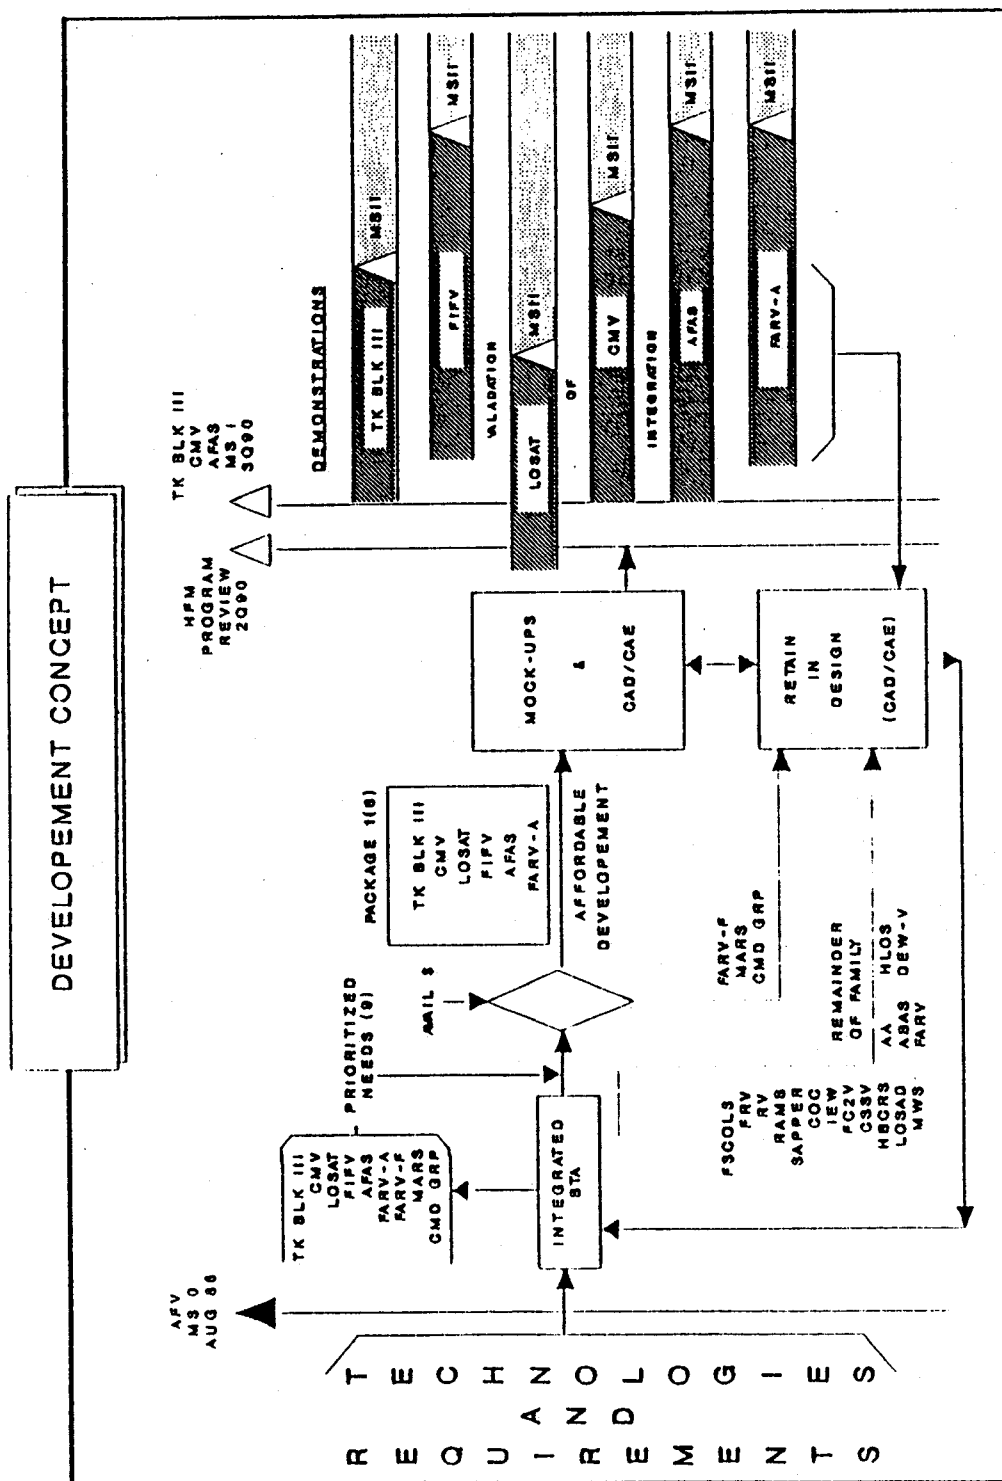 DEVELOPEMENT CONCEPT
AFV
MS 0
AUG 86
HFM
PROGRAM
REVIEW
2Q90
TK BLK III
CMV
AFAS
MS I
3Q90
REQUIREMENTS
AND
TECHNOLOGIES
TK BLK III
CMV
LOSAT
FIFV
AFAS
FARV-A
FARV-F
MARS
CMD GRP
PRIORITIZED
NEEDS (9)
INTEGRATED
STA
AVAIL $
PACKAGE 1(6)
TK BLK III
CMV
LOSAT
FIFV
AFAS
FARV-A
AFFORDABLE
DEVELOPEMENT
MOCK-UPS
&
CAD/CAE
FARV-F
MARS
CMD GRP
REMAINDER
OF FAMILY
FSCOLS
FRV
RV
RAMS
SAPPER
COC
IEW
FC2V
CSSV
HBCRS AA HLOS
LOSAD ABAS DEW-V
MWS FARV
RETAIN
IN
DESIGN
(CAD/CAE)
DEMONSTRATIONS
TK BLK III MSII
FIFV MSII
VALADATION
LOSAT MSII
OF
CMV MSII
INTEGRATION
AFAS MSII
FARV-A MSII